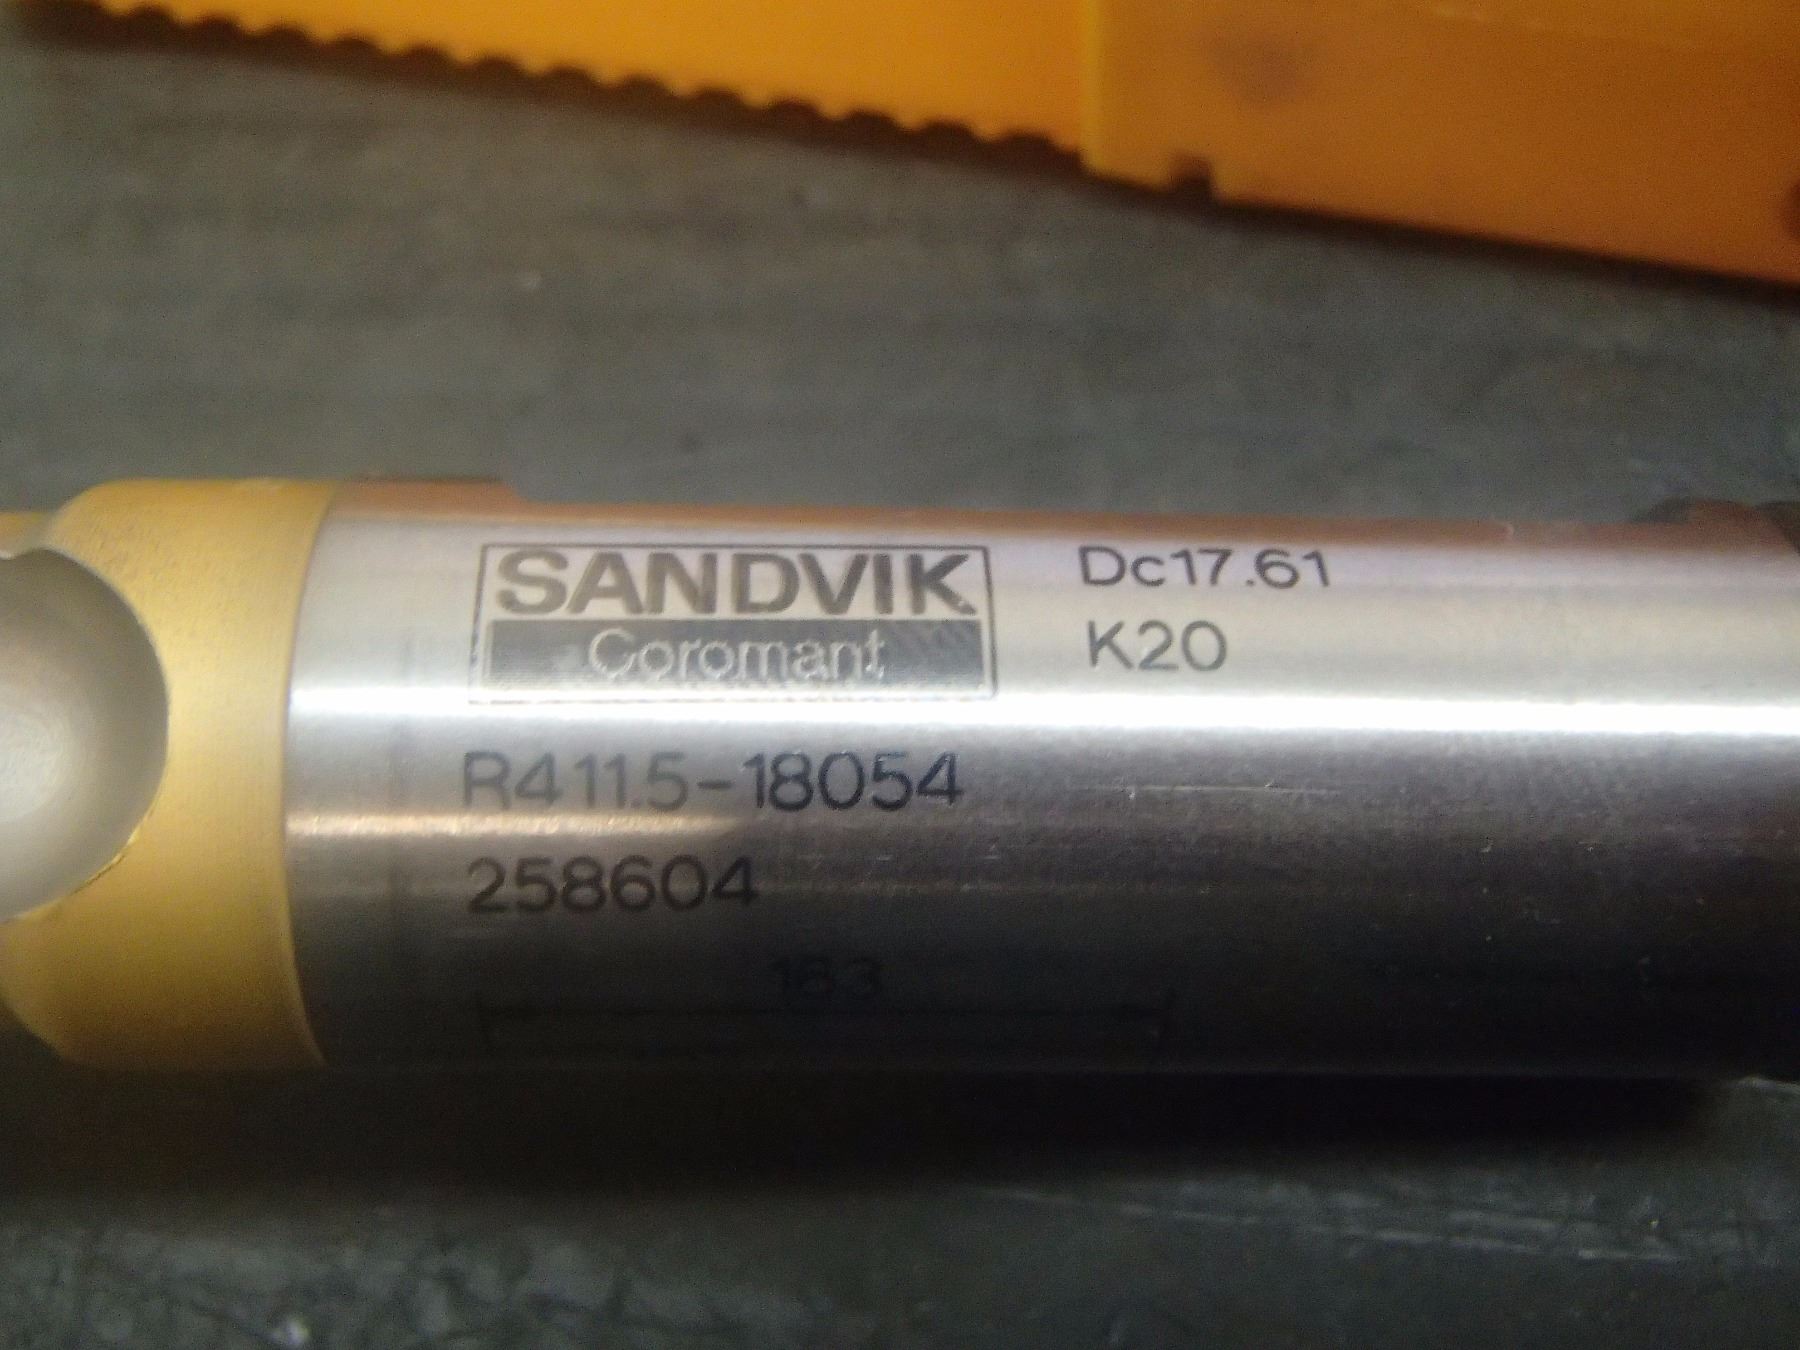 SANDVIK
Coromant
Dc17.61
K20
R411.5-18054
258604
183